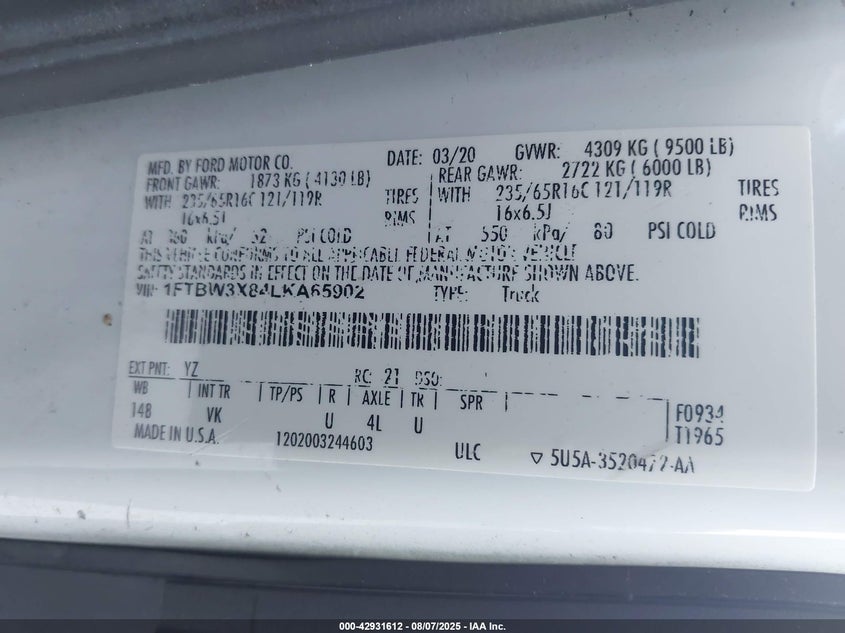 MFD. BY FORD MOTOR CO. DATE: 03/20 GVWR: 4309 KG ( 9500 LB)
FRONT GAWR: 1873 KG ( 4130 LB) REAR GAWR: 2722 KG ( 6000 LB)
WITH 235/65R16C 121/119R TIRES WITH 235/65R16C 121/119R TIRES
16x6.5J RIMS 16x6.5J RIMS
AT kPa/ PSI COLD AT 550 kPa/ 80 PSI COLD
THIS VEHICLE CONFORMS TO ALL APPLICABLE FEDERAL MOTOR VEHICLE
SAFETY STANDARDS IN EFFECT ON THE DATE OF MANUFACTURE SHOWN ABOVE.
VIN: 1FTBW3X84LKA65902 TYPE: Truck
EXT PNT: YZ RC: 21 DSO:
WB INT TR TP/PS R AXLE TR SPR
148 VK U 4L U F0934
MADE IN U.S.A. 1202003244603 ULC T1965
▽ 5U5A-3520472-AA
000-42931612 - 08/07/2025 - IAA Inc.